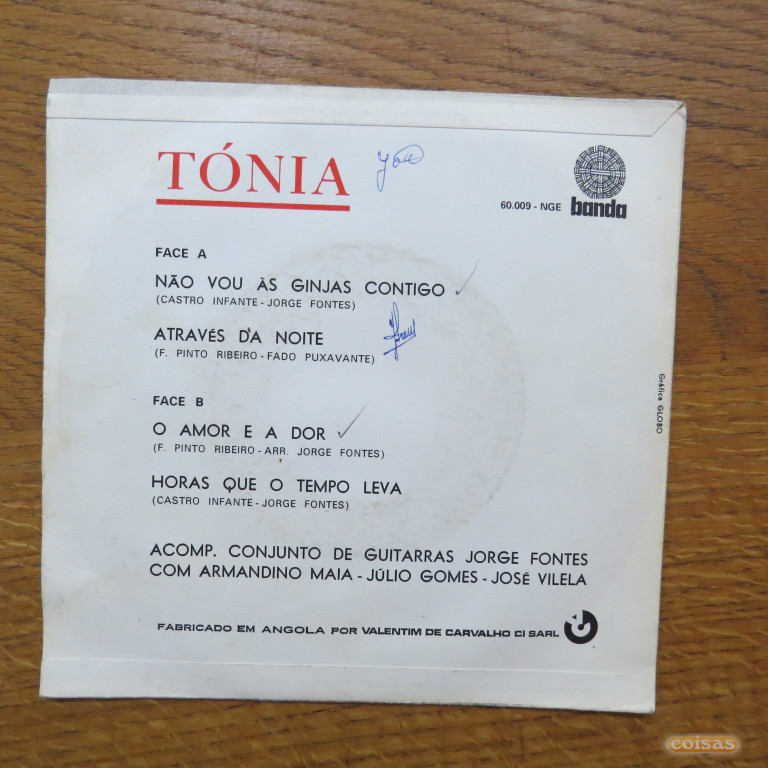 TÓNIA
60.009 - NGE banda
FACE A
NÃO VOU ÀS GINJAS CONTIGO
(CASTRO INFANTE - JORGE FONTES)
ATRAVÉS DA NOITE
(F. PINTO RIBEIRO - FADO PUXAVANTE)
FACE B
O AMOR E A DOR
(F. PINTO RIBEIRO - ARR. JORGE FONTES)
HORAS QUE O TEMPO LEVA
(CASTRO INFANTE - JORGE FONTES)
ACOMP. CONJUNTO DE GUITARRAS JORGE FONTES
COM ARMANDINO MAIA - JÚLIO GOMES - JOSÉ VILELA
FABRICADO EM ANGOLA POR VALENTIM DE CARVALHO CI SARL
Gráfica GLOBO
coisas